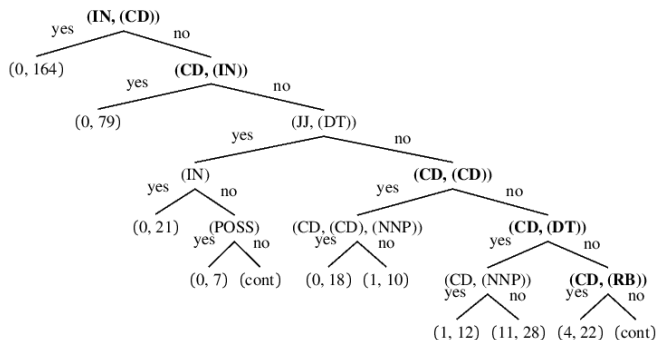 (IN, (CD))
yes no
(0, 164) (CD, (IN))
yes no
(0, 79) (JJ, (DT))
yes no
(IN) (CD, (CD))
yes no yes no
(0, 21) (POSS) (CD, (CD), (NNP)) (CD, (DT))
yes no yes no yes no
(0, 7) (cont) (0, 18) (1, 10) (CD, (NNP)) (CD, (RB))
yes no yes no
(1, 12) (11, 28) (4, 22) (cont)